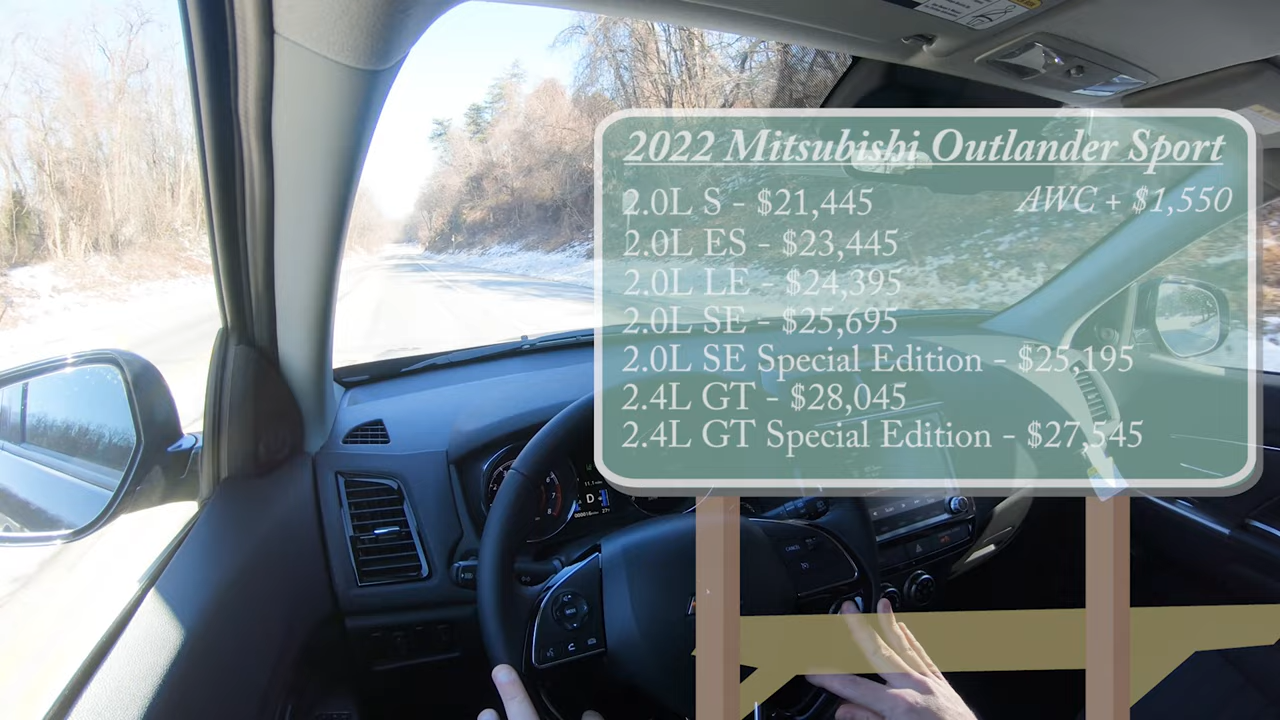 2022 Mitsubishi Outlander Sport
2.0L S - $21,445
AWC + $1,550
2.0L ES - $23,445
2.0L LE - $24,395
2.0L SE - $25,695
2.0L SE Special Edition - $25,195
2.4L GT - $28,045
2.4L GT Special Edition - $27,545
D
CANCEL